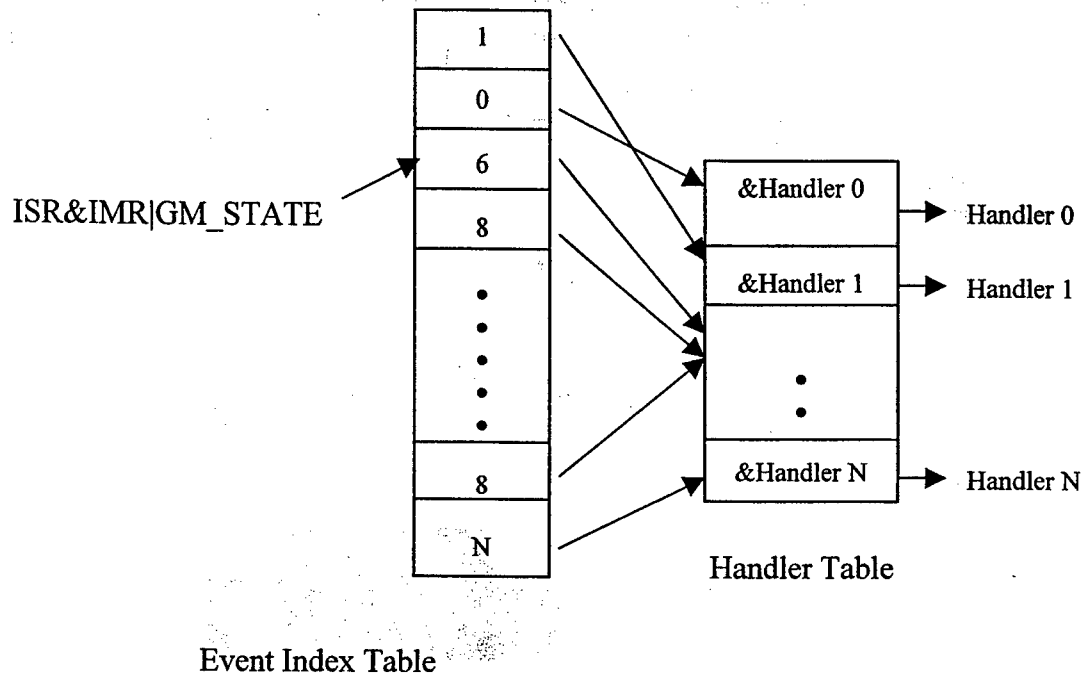 1
0
6
8
8
N
ISR&IMR|GM_STATE
&Handler 0
&Handler 1
&Handler N
Handler 0
Handler 1
Handler N
Handler Table
Event Index Table